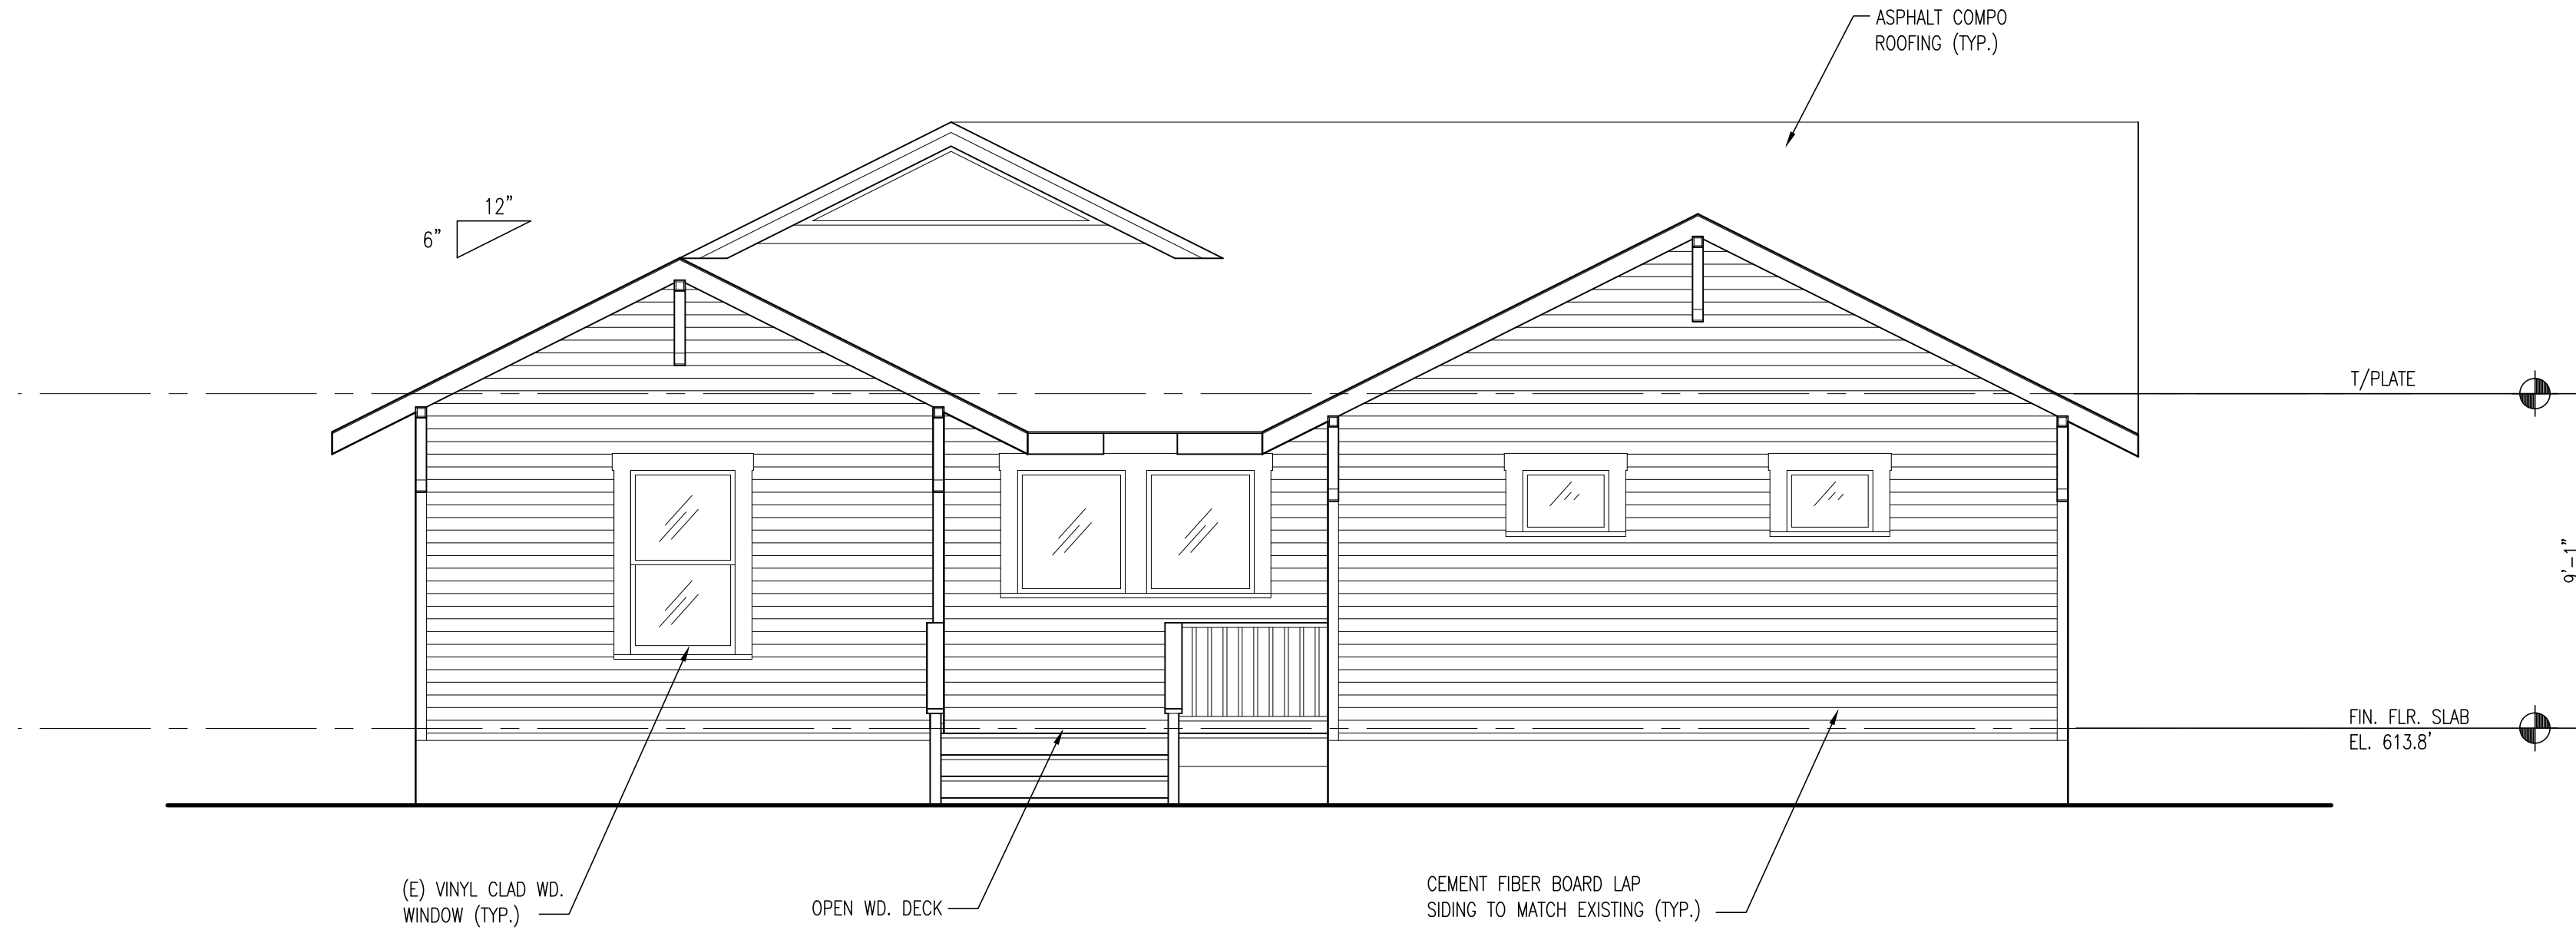 ASPHALT COMPO
ROOFING (TYP.)
12"
6"
T/PLATE
9'-1"
FIN. FLR. SLAB
EL. 613.8'
(E) VINYL CLAD WD.
WINDOW (TYP.)
OPEN WD. DECK
CEMENT FIBER BOARD LAP
SIDING TO MATCH EXISTING (TYP.)